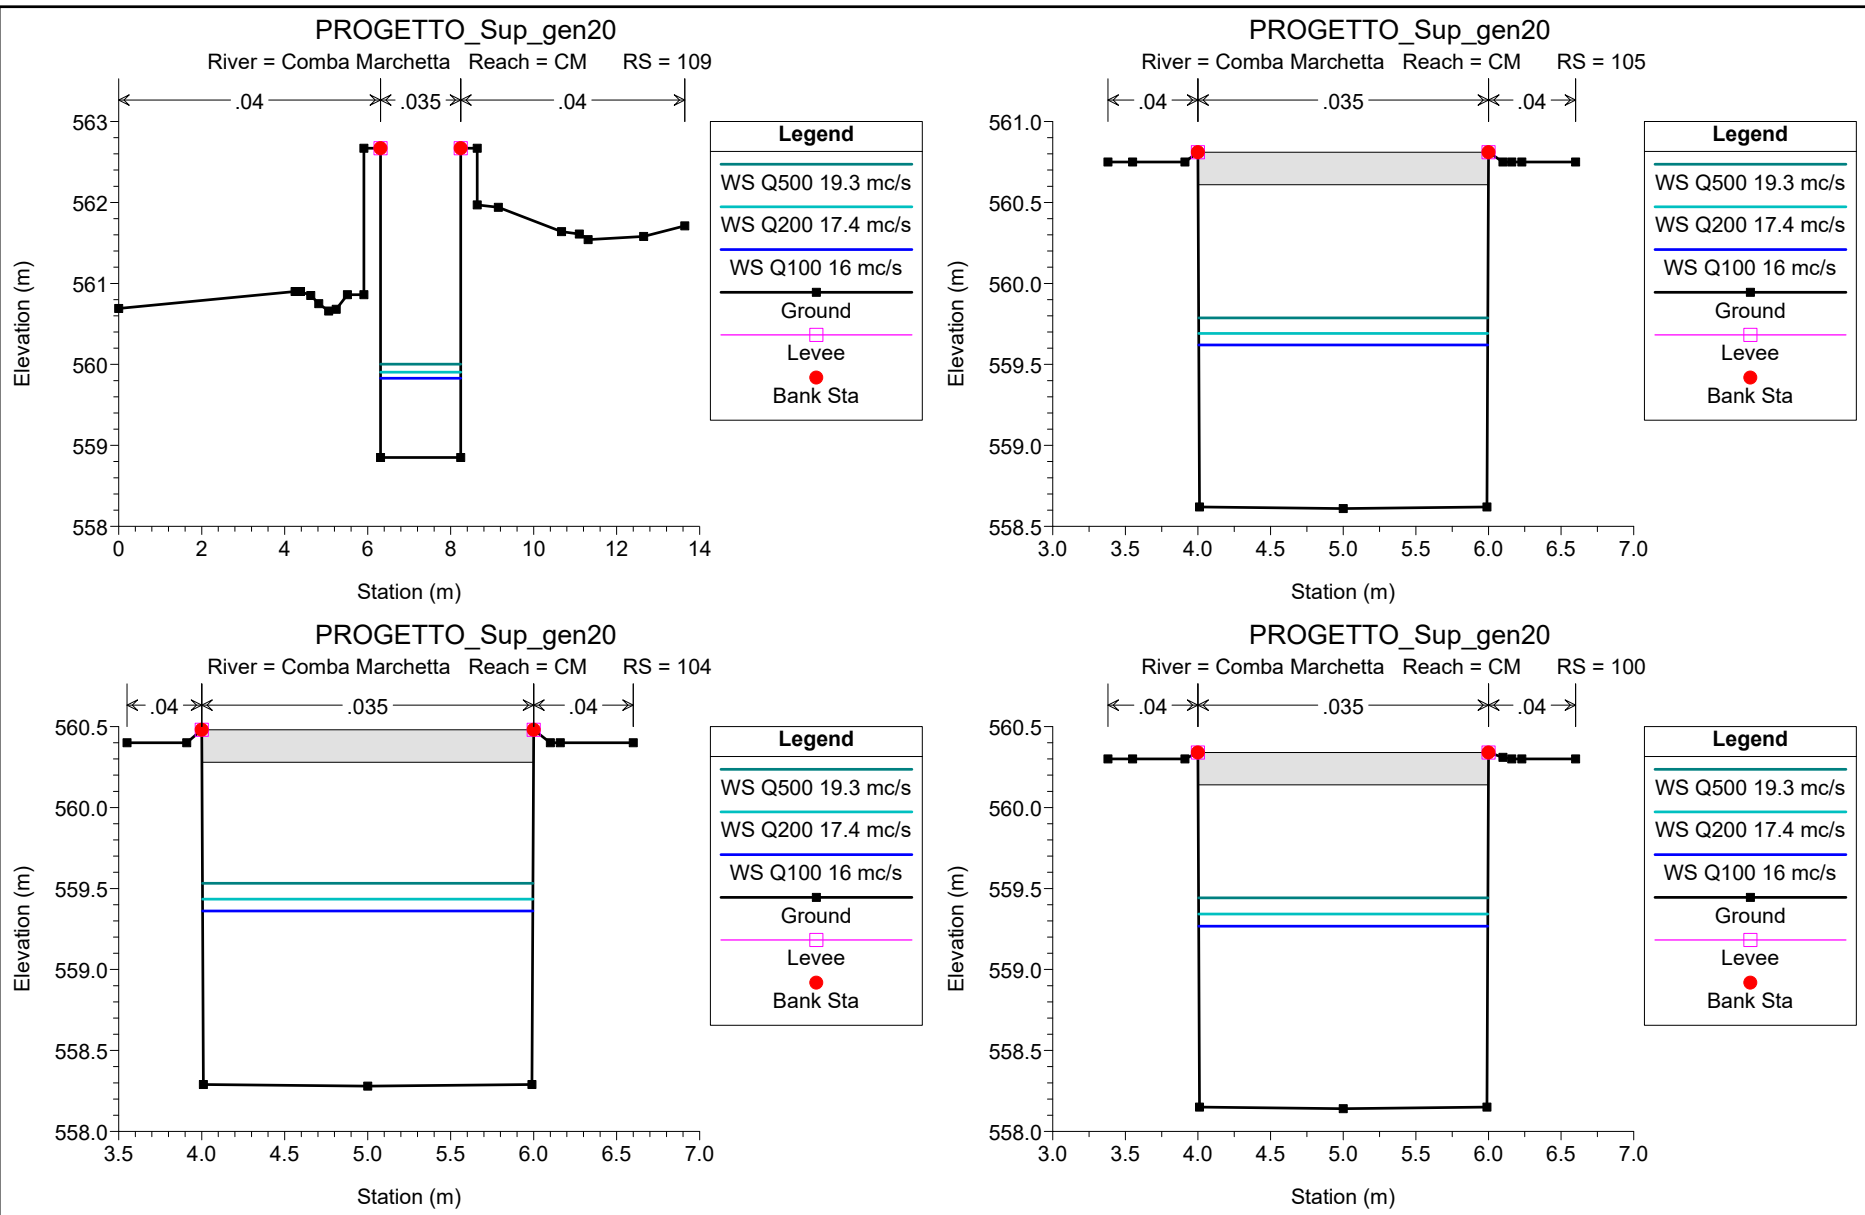 PROGETTO_Sup_gen20
River = Comba Marchetta Reach = CM RS = 109
.04 .035 .04
563
562
561
560
559
558
0 2 4 6 8 10 12 14
Elevation (m)
Station (m)
Legend
WS Q500 19.3 mc/s
WS Q200 17.4 mc/s
WS Q100 16 mc/s
Ground
Levee
Bank Sta
PROGETTO_Sup_gen20
River = Comba Marchetta Reach = CM RS = 105
.04 .035 .04
561.0
560.5
560.0
559.5
559.0
558.5
3.0 3.5 4.0 4.5 5.0 5.5 6.0 6.5 7.0
Elevation (m)
Station (m)
Legend
WS Q500 19.3 mc/s
WS Q200 17.4 mc/s
WS Q100 16 mc/s
Ground
Levee
Bank Sta
PROGETTO_Sup_gen20
River = Comba Marchetta Reach = CM RS = 104
.04 .035 .04
560.5
560.0
559.5
559.0
558.5
558.0
3.5 4.0 4.5 5.0 5.5 6.0 6.5 7.0
Elevation (m)
Station (m)
Legend
WS Q500 19.3 mc/s
WS Q200 17.4 mc/s
WS Q100 16 mc/s
Ground
Levee
Bank Sta
PROGETTO_Sup_gen20
River = Comba Marchetta Reach = CM RS = 100
.04 .035 .04
560.5
560.0
559.5
559.0
558.5
558.0
3.0 3.5 4.0 4.5 5.0 5.5 6.0 6.5 7.0
Elevation (m)
Station (m)
Legend
WS Q500 19.3 mc/s
WS Q200 17.4 mc/s
WS Q100 16 mc/s
Ground
Levee
Bank Sta